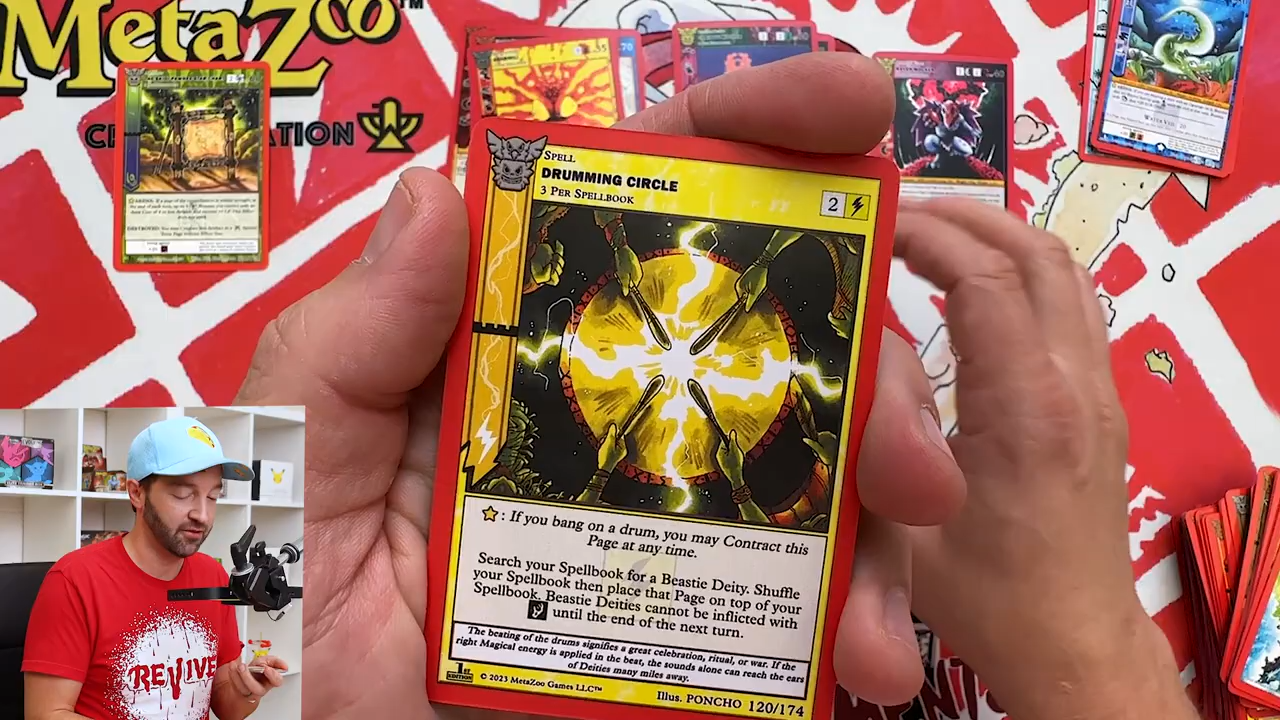 MetaZoo™
SPELL
DRUMMING CIRCLE
3 PER SPELLBOOK
2
: If you bang on a drum, you may Contract this
Page at any time.
Search your Spellbook for a Beastie Deity. Shuffle
your Spellbook then place that Page on top of your
Spellbook. Beastie Deities cannot be inflicted with
until the end of the next turn.
The beating of the drums signifies a great celebration, ritual, or war. If the
right Magical energy is applied in the beat, the sounds alone can reach the ears
of Deities many miles away.
1ST
EDITION
© 2023 MetaZoo Games LLC™
Illus. PONCHO 120/174
REVIVE